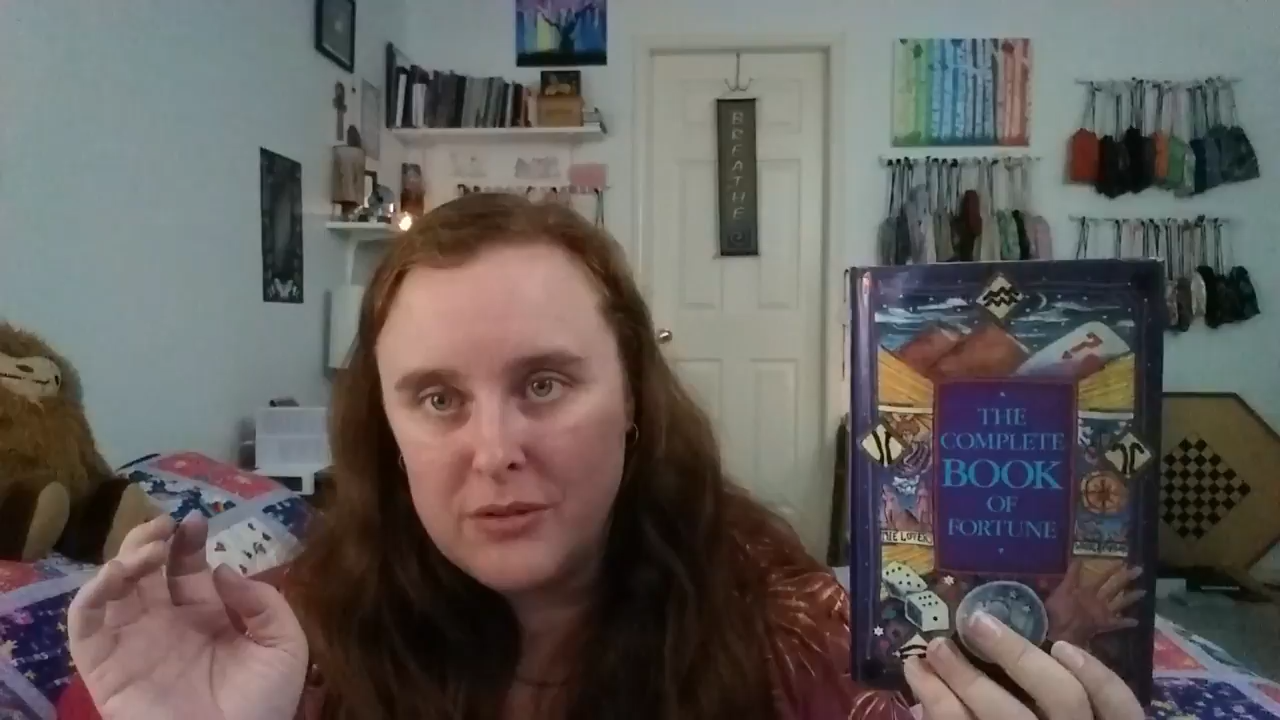 BREATHE
THE
COMPLETE
BOOK
OF
FORTUNE
THE LOVERS